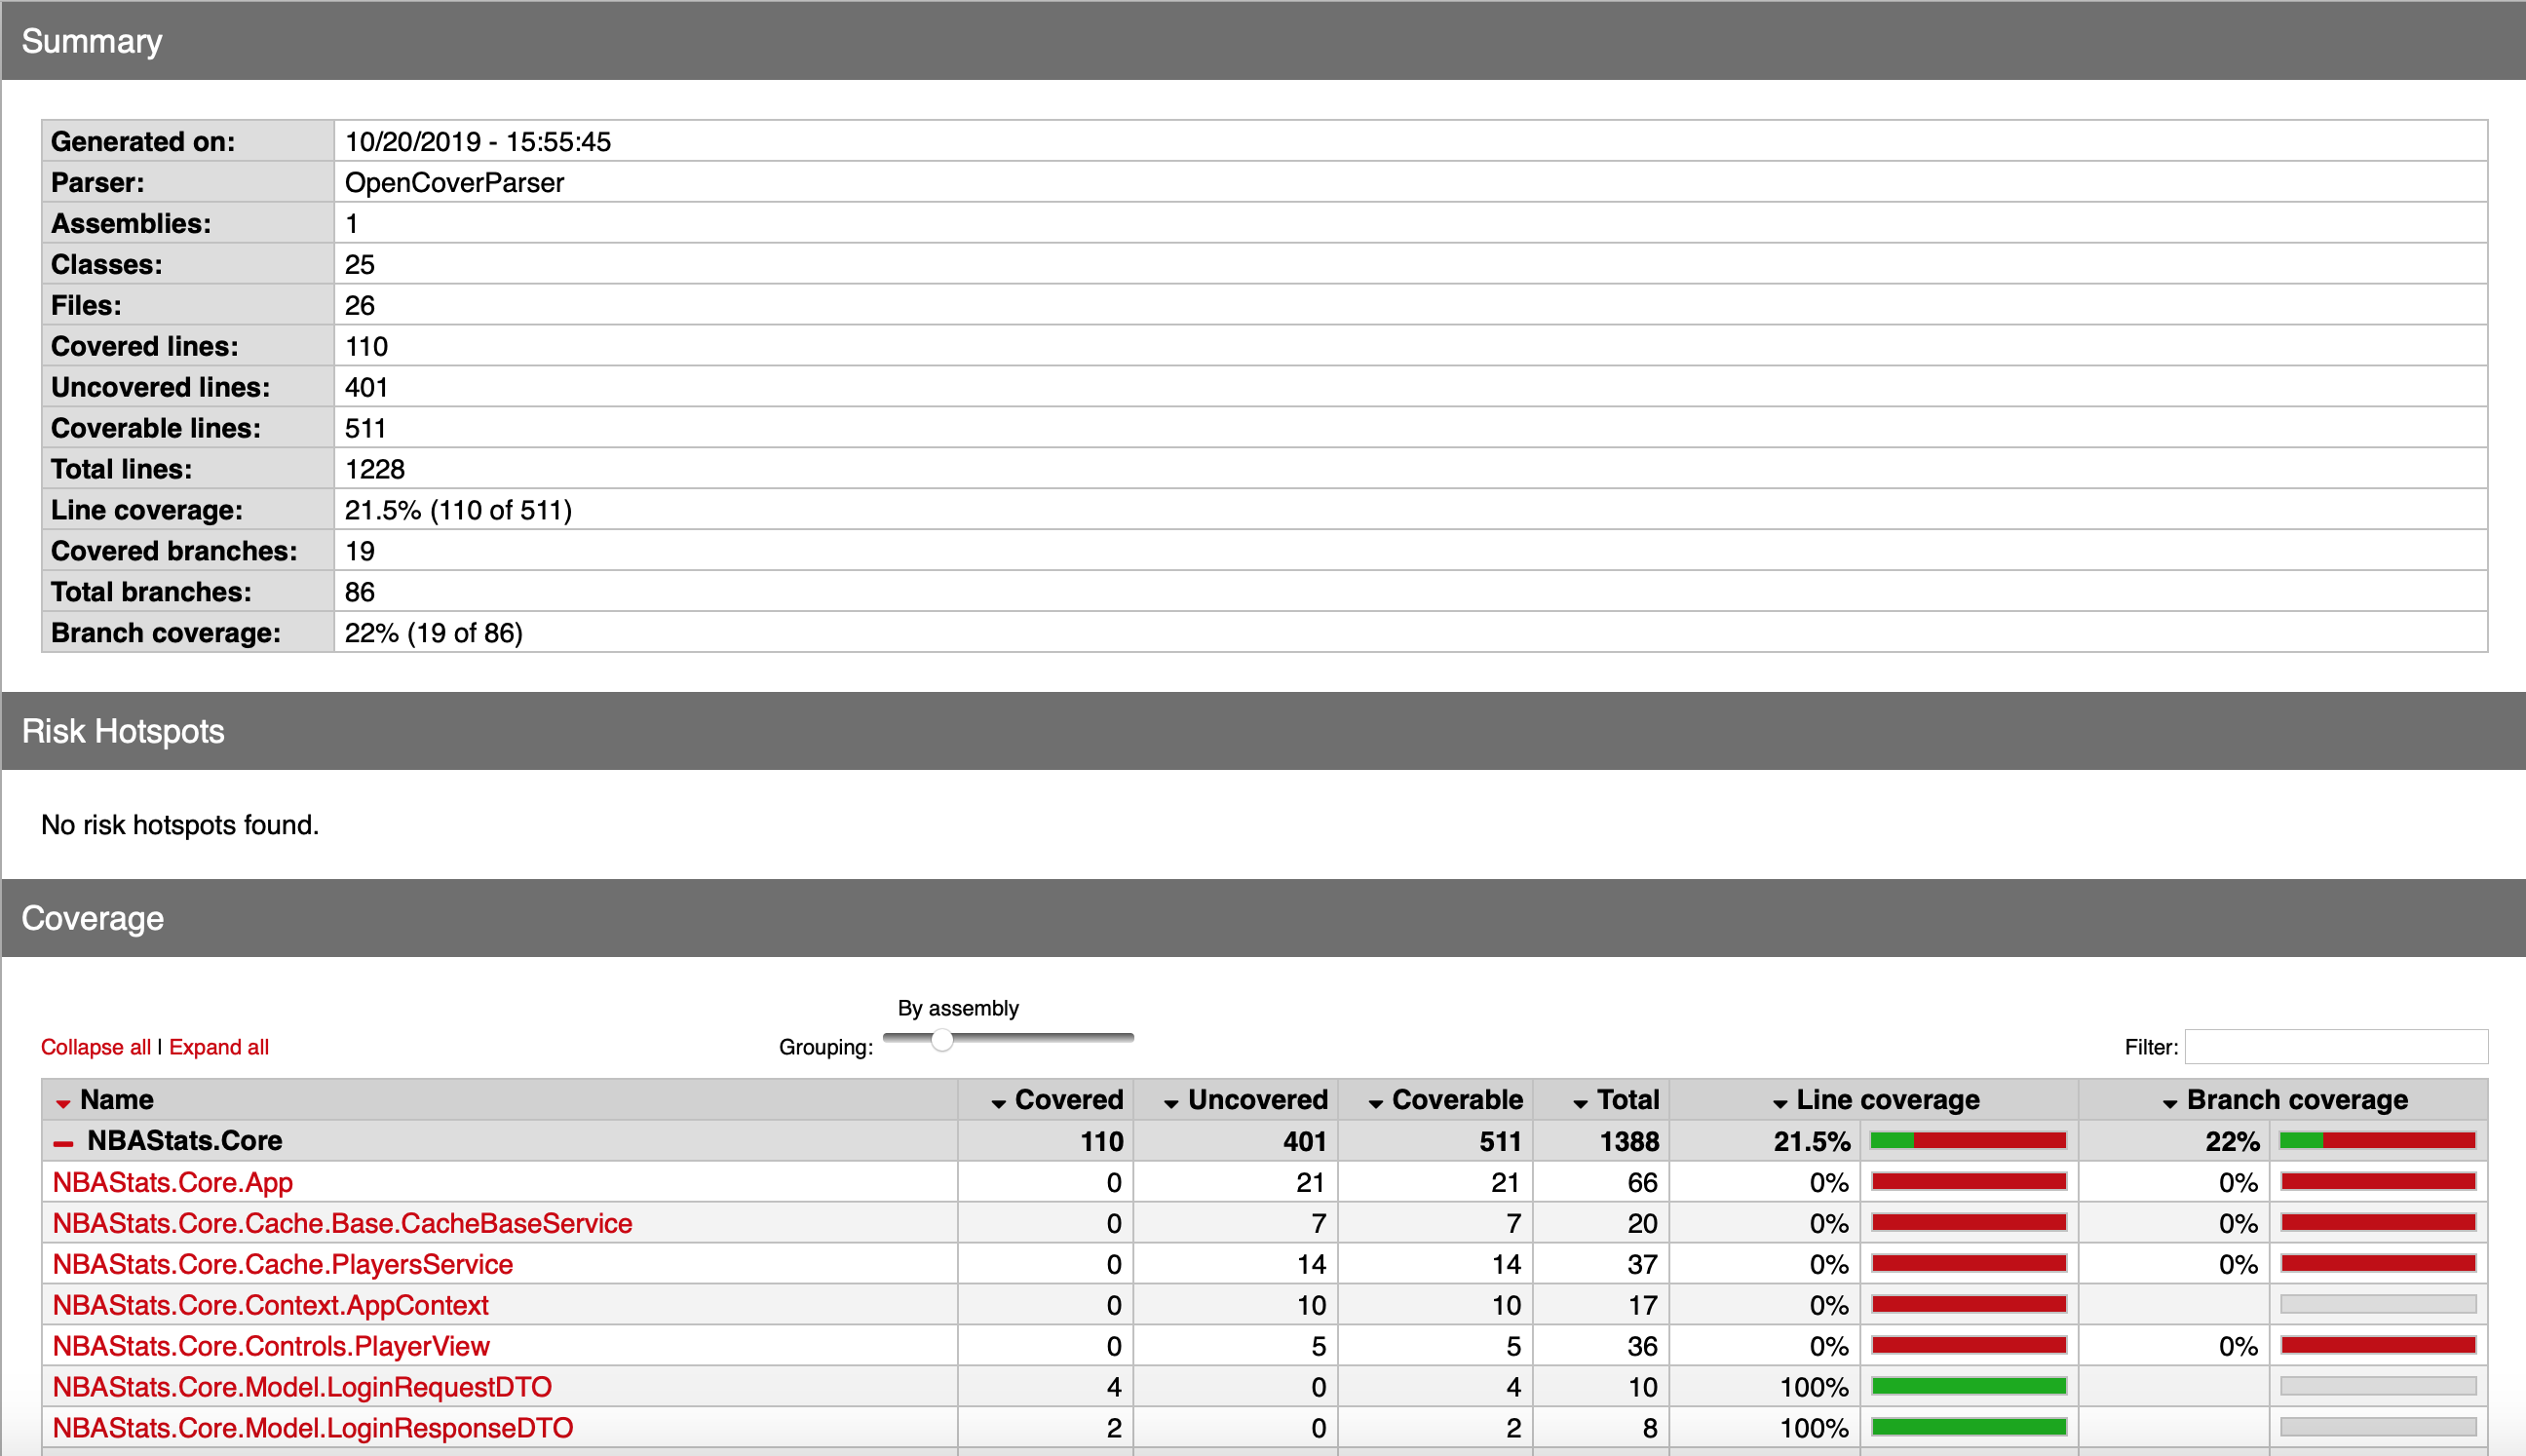 Summary
Generated on: 10/20/2019 - 15:55:45
Parser: OpenCoverParser
Assemblies: 1
Classes: 25
Files: 26
Covered lines: 110
Uncovered lines: 401
Coverable lines: 511
Total lines: 1228
Line coverage: 21.5% (110 of 511)
Covered branches: 19
Total branches: 86
Branch coverage: 22% (19 of 86)
Risk Hotspots
No risk hotspots found.
Coverage
By assembly
Collapse all | Expand all Grouping: Filter:
Name Covered Uncovered Coverable Total Line coverage Branch coverage
NBAStats.Core 110 401 511 1388 21.5% 22%
NBAStats.Core.App 0 21 21 66 0% 0%
NBAStats.Core.Cache.Base.CacheBaseService 0 7 7 20 0% 0%
NBAStats.Core.Cache.PlayersService 0 14 14 37 0% 0%
NBAStats.Core.Context.AppContext 0 10 10 17 0%
NBAStats.Core.Controls.PlayerView 0 5 5 36 0% 0%
NBAStats.Core.Model.LoginRequestDTO 4 0 4 10 100%
NBAStats.Core.Model.LoginResponseDTO 2 0 2 8 100%